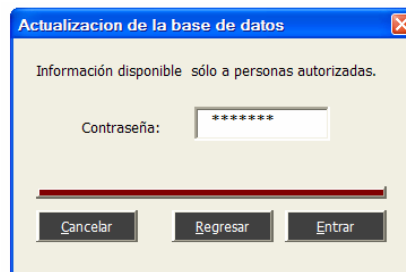 Actualizacion de la base de datos
Información disponible sólo a personas autorizadas.
Contraseña: *******
Cancelar Regresar Entrar